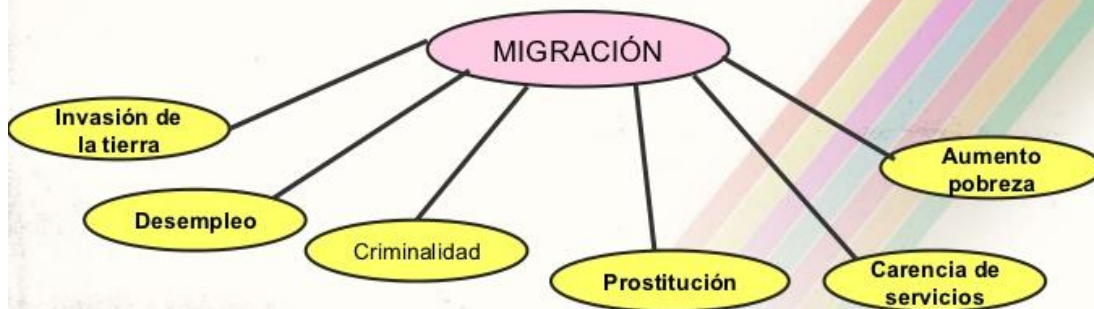 MIGRACIÓN
Invasión de
la tierra
Desempleo
Criminalidad
Prostitución
Carencia de
servicios
Aumento
pobreza